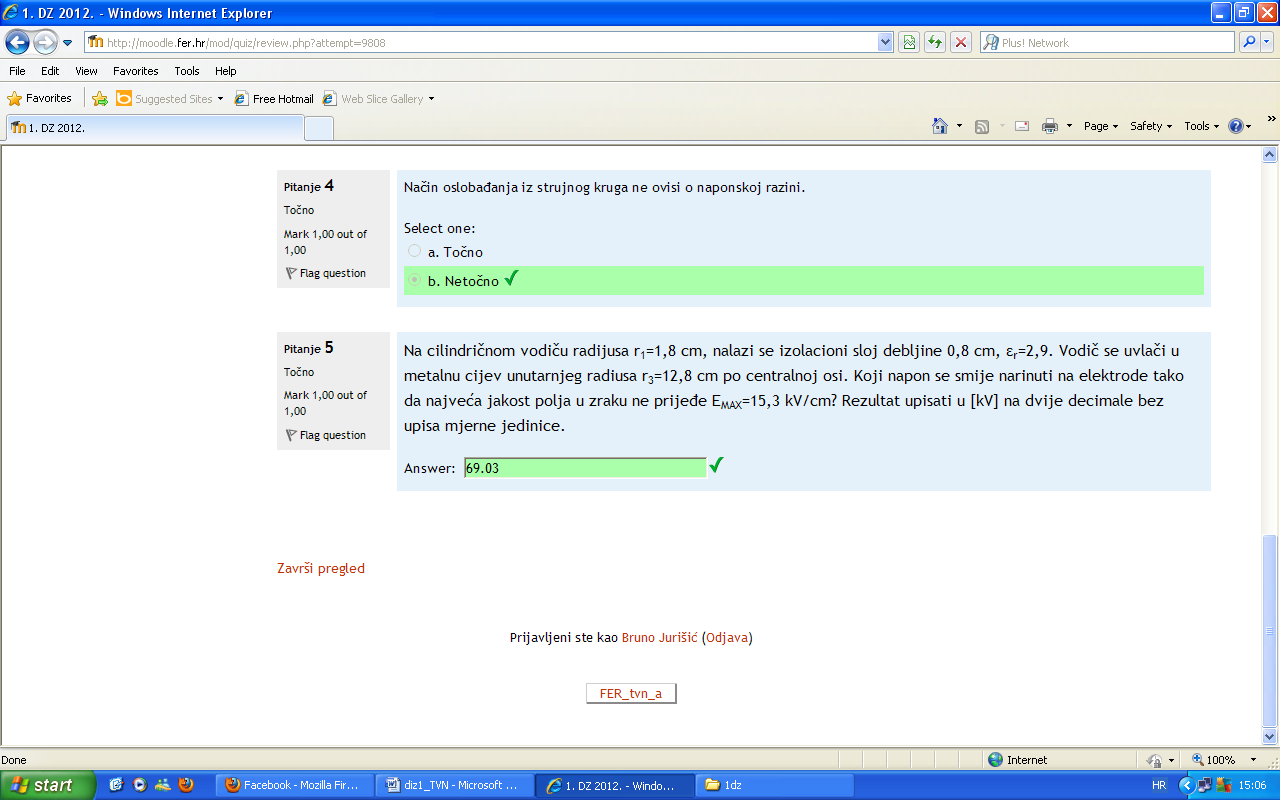 1. DZ 2012. - Windows Internet Explorer
http://moodle.fer.hr/mod/quiz/review.php?attempt=9808
Plus! Network
File Edit View Favorites Tools Help
Favorites Suggested Sites Free Hotmail Web Slice Gallery
1. DZ 2012.
Page Safety Tools
Pitanje 4
Točno
Mark 1,00 out of
1,00
Flag question
Način oslobađanja iz strujnog kruga ne ovisi o naponskoj razini.
Select one:
a. Točno
b. Netočno
Pitanje 5
Točno
Mark 1,00 out of
1,00
Flag question
Na cilindričnom vodiču radijusa r₁=1,8 cm, nalazi se izolacioni sloj debljine 0,8 cm, εᵣ=2,9. Vodič se uvlači u
metalnu cijev unutarnjeg radiusa r₃=12,8 cm po centralnoj osi. Koji napon se smije narinuti na elektrode tako
da najveća jakost polja u zraku ne prijeđe EMAX=15,3 kV/cm? Rezultat upisati u [kV] na dvije decimale bez
upisa mjerne jedinice.
Answer: 69.03
Završi pregled
Prijavljeni ste kao Bruno Jurišić (Odjava)
FER_tvn_a
Done Internet 100%
start Facebook - Mozilla Fir... diz1_TVN - Microsoft ... 1. DZ 2012. - Windo... 1dz HR 15:06